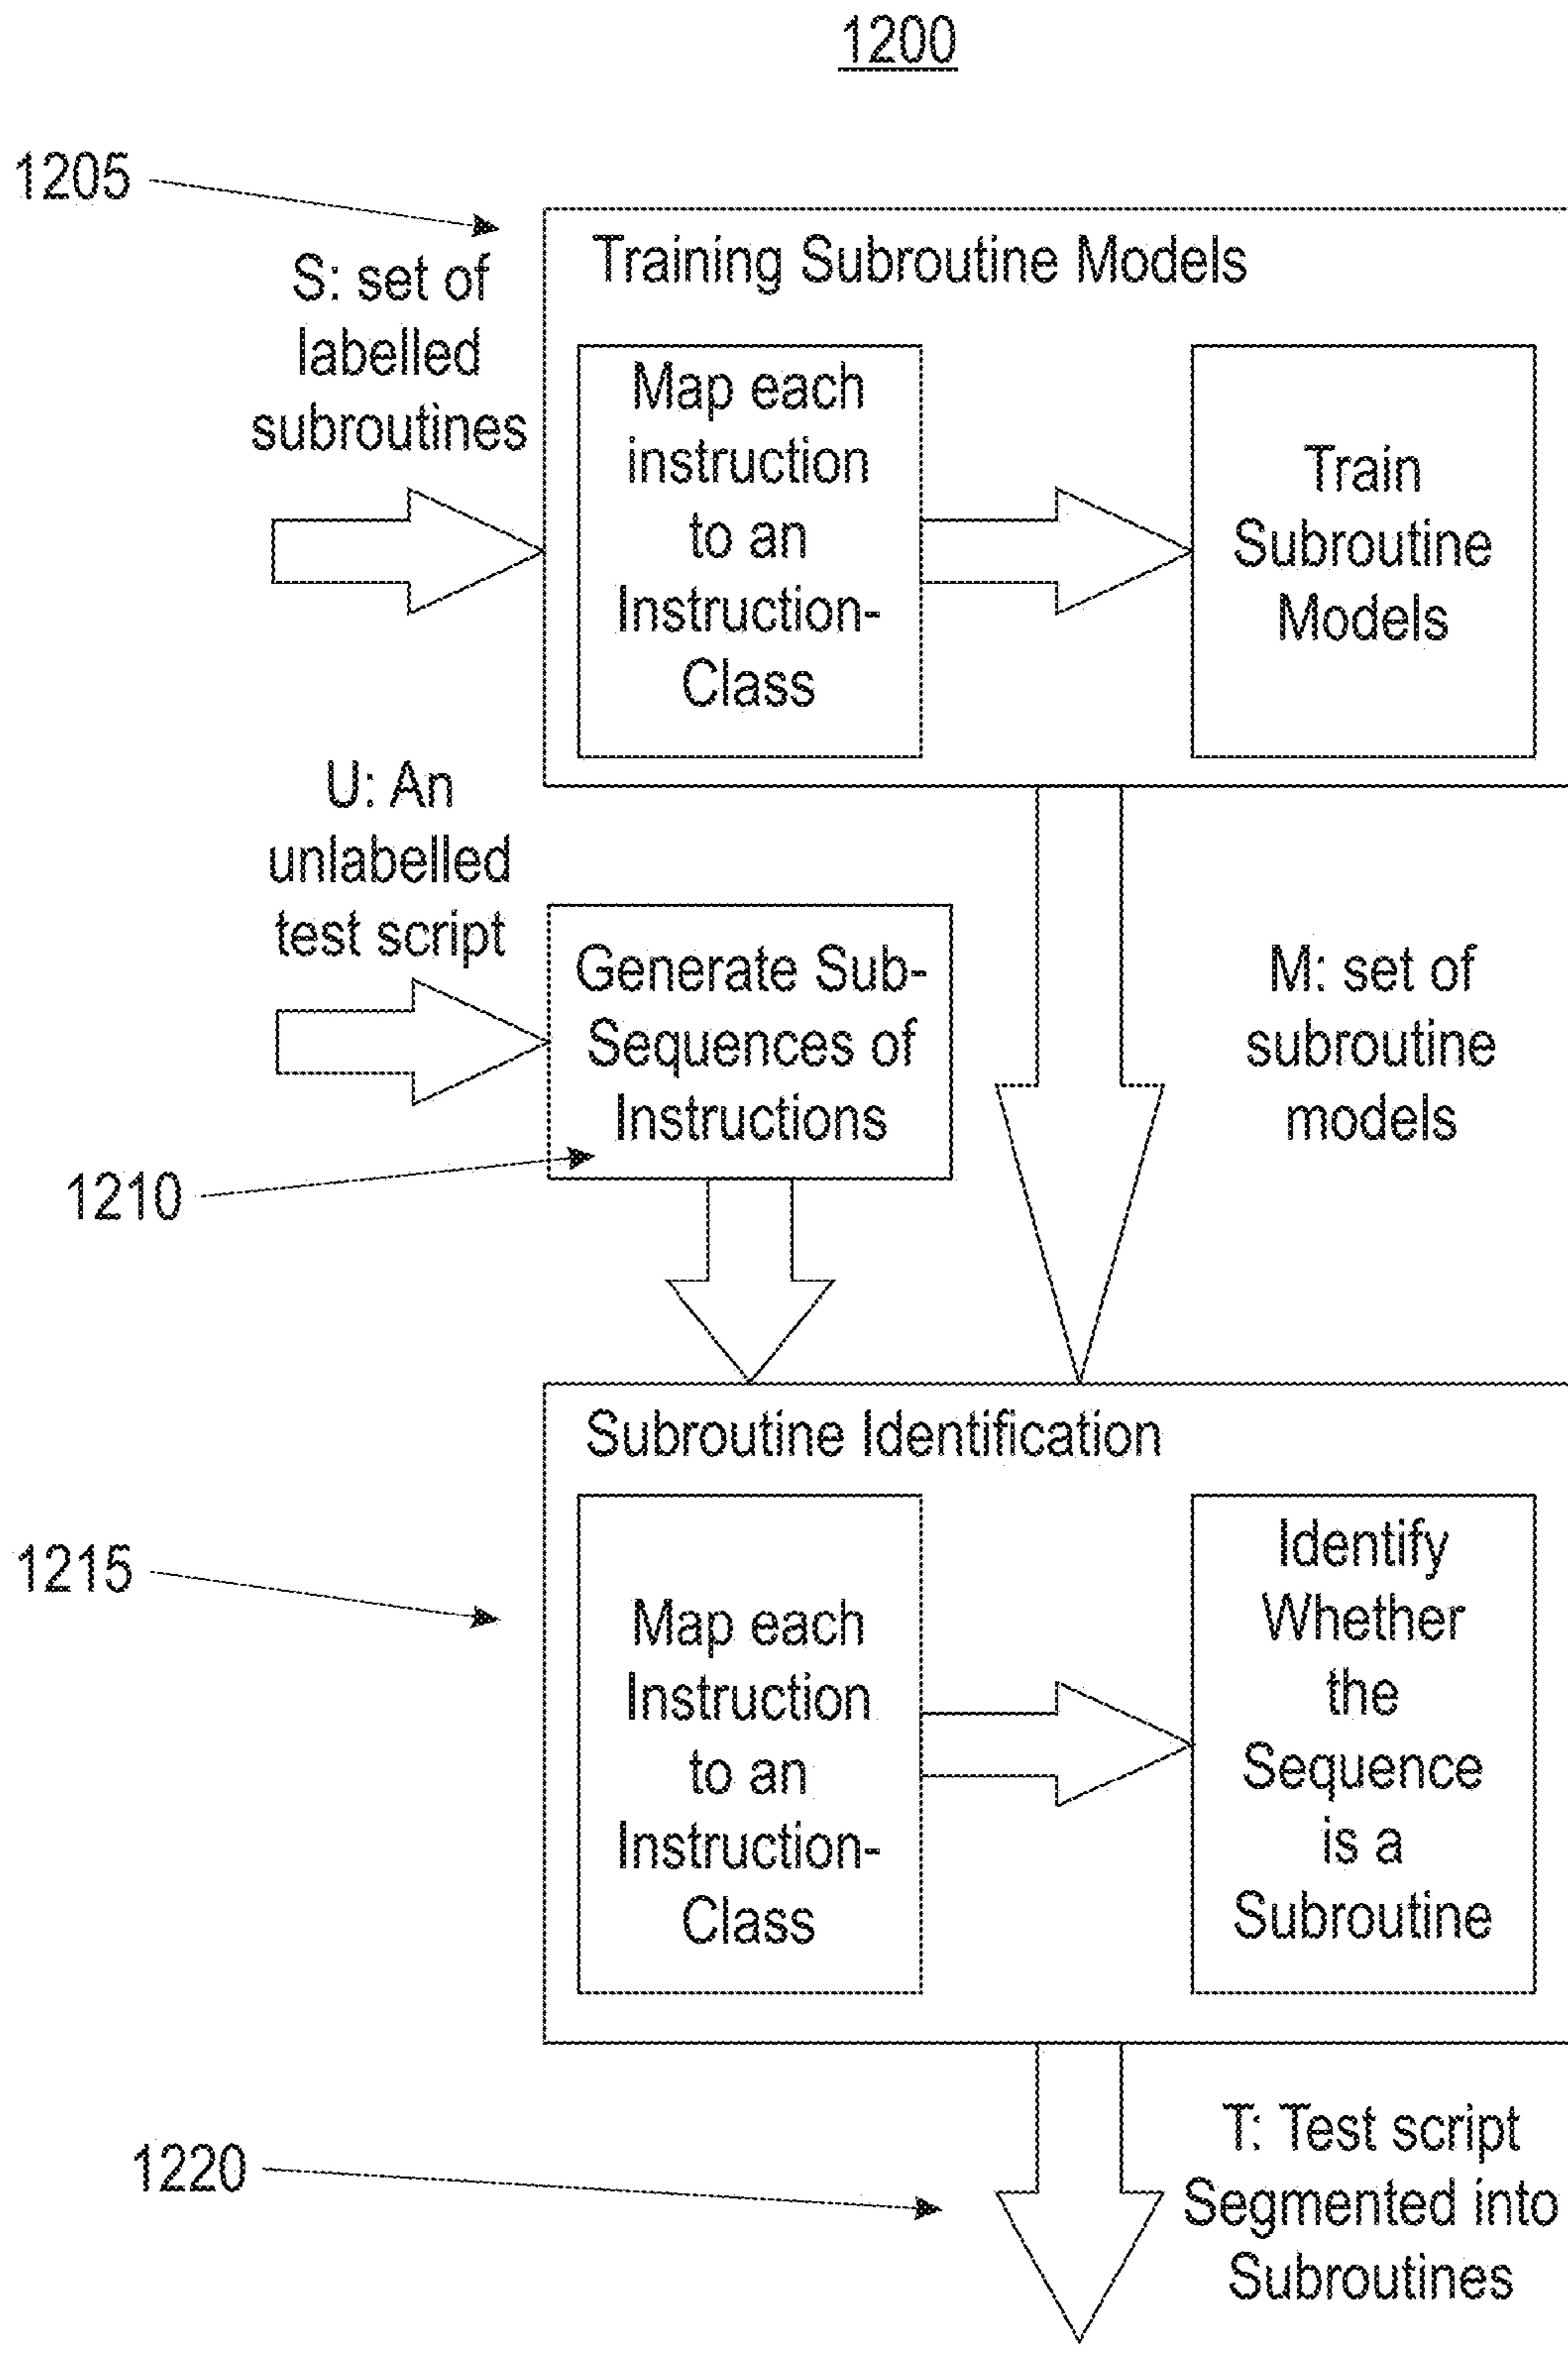 1200
1205
S: set of
labelled
subroutines
Training Subroutine Models
Map each
instruction
to an
Instruction-
Class
Train
Subroutine
Models
U: An
unlabelled
test script
Generate Sub-
Sequences of
Instructions
1210
M: set of
subroutine
models
Subroutine Identification
1215
Map each
Instruction
to an
Instruction-
Class
Identify
Whether
the
Sequence
is a
Subroutine
1220
T: Test script
Segmented into
Subroutines